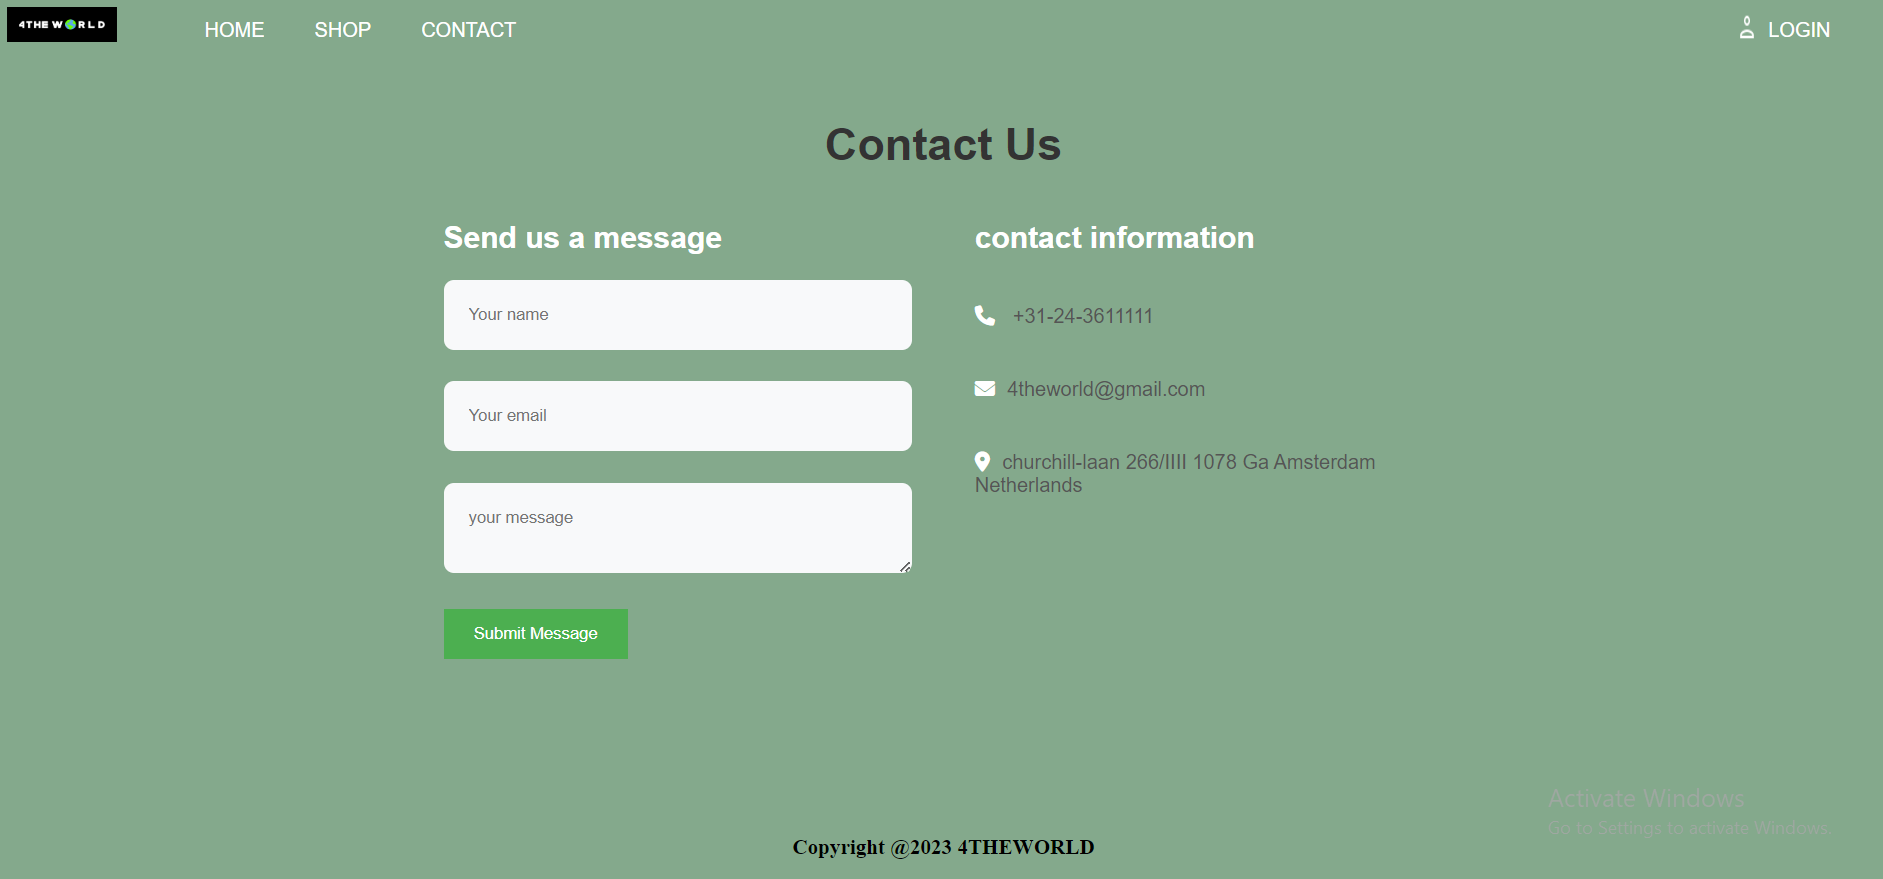 4THE WORLD
HOME
SHOP
CONTACT
LOGIN
Contact Us
Send us a message
Your name
Your email
your message
Submit Message
contact information
+31-24-3611111
4theworld@gmail.com
churchill-laan 266/IIII 1078 Ga Amsterdam
Netherlands
Activate Windows
Go to Settings to activate Windows.
Copyright @2023 4THEWORLD